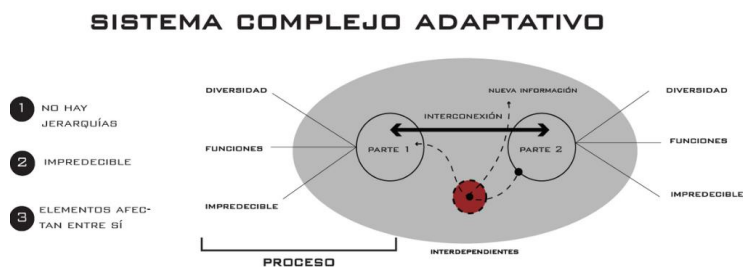 SISTEMA COMPLEJO ADAPTATIVO
1 NO HAY
JERARQUÍAS
2 IMPREDECIBLE
3 ELEMENTOS AFEC-
TAN ENTRE SÍ
DIVERSIDAD
FUNCIONES
IMPREDECIBLE
NUEVA INFORMACIÓN
INTERCONEXIÓN
PARTE 1
PARTE 2
DIVERSIDAD
FUNCIONES
IMPREDECIBLE
INTERDEPENDIENTES
PROCESO